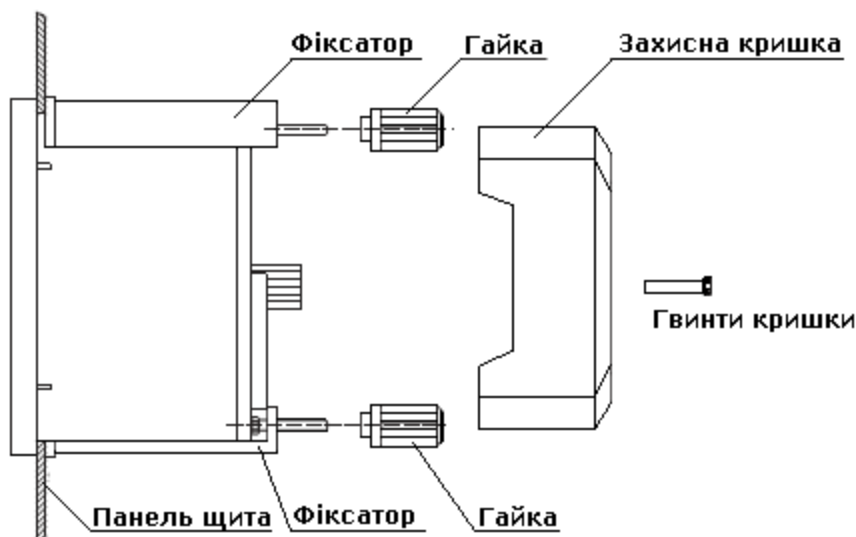 Фіксатор
Гайка
Захисна кришка
Гвинти кришки
Панель щита
Фіксатор
Гайка